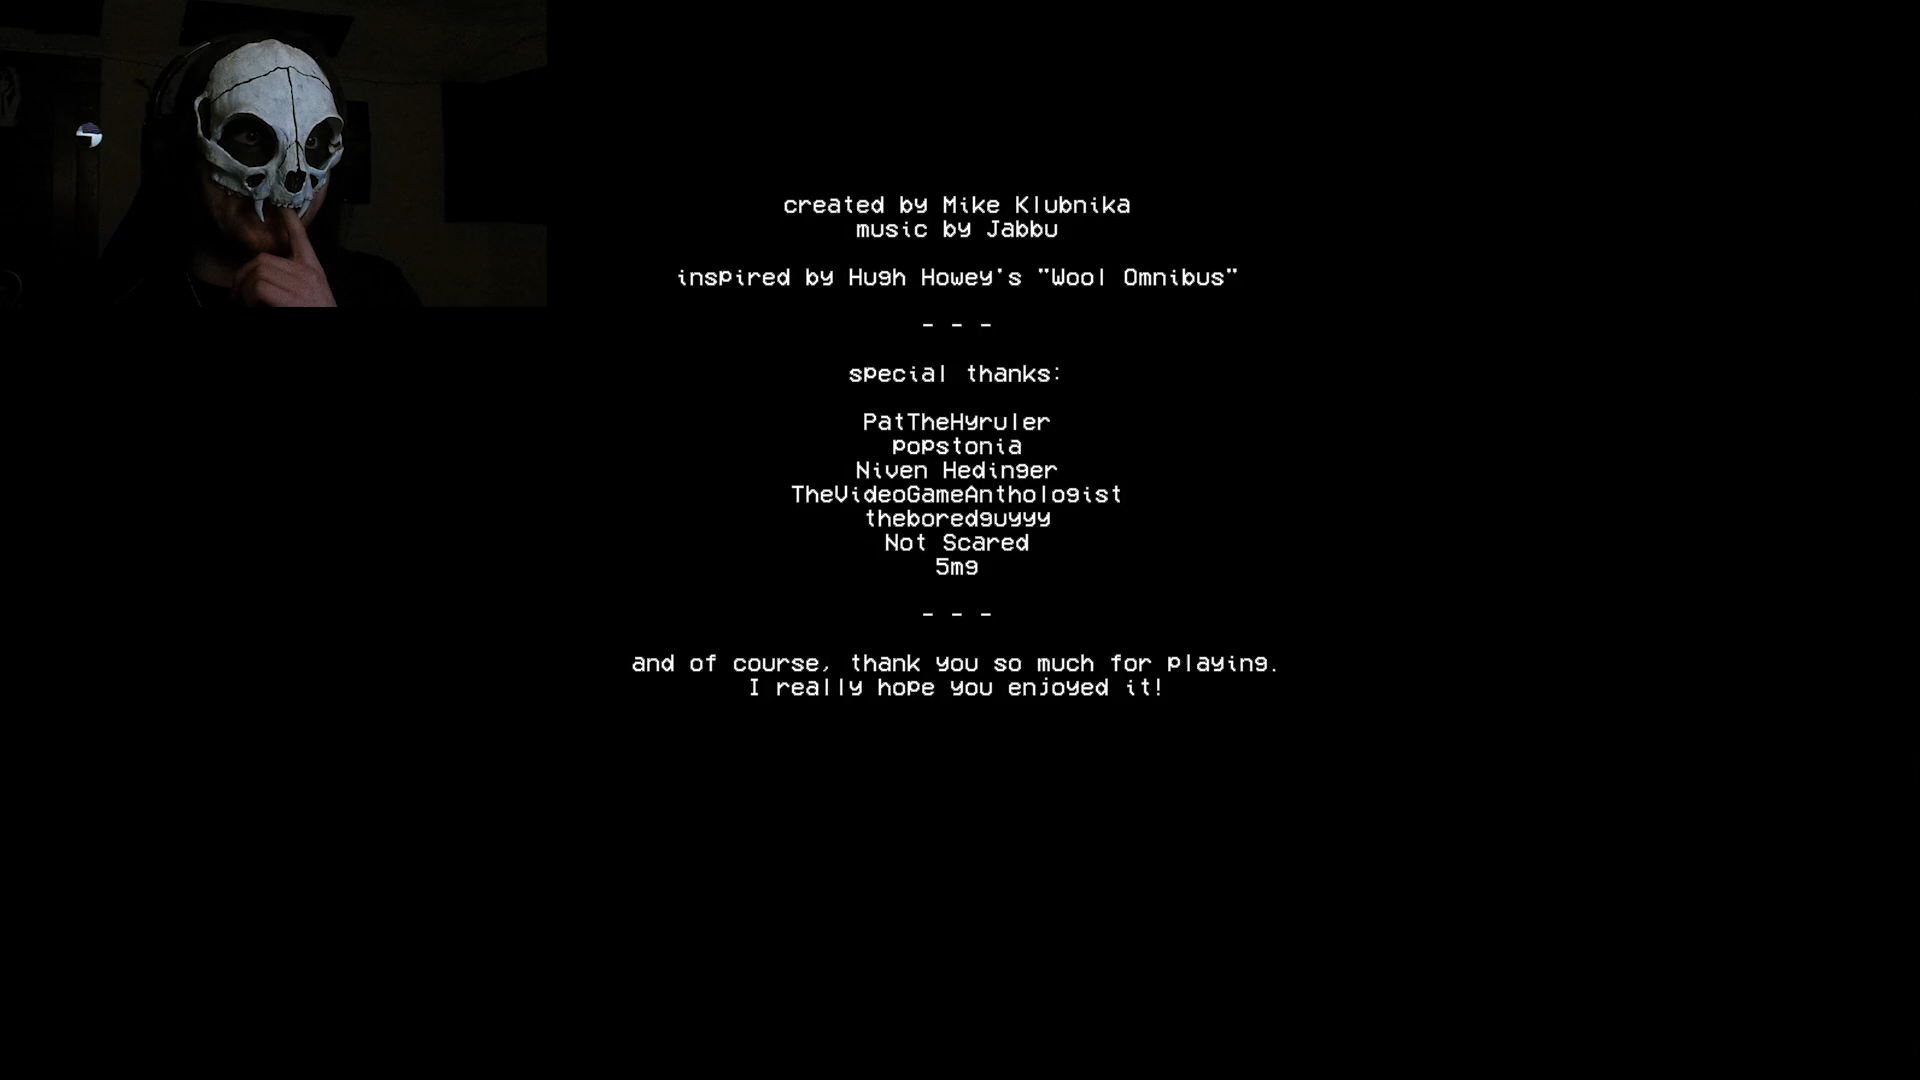 created by Mike Klubnika
music by Jabbu
inspired by Hugh Howey's "Wool Omnibus"
- - -
special thanks:
PatTheHyruler
popstonia
Niven Hedinger
TheVideoGameAnthologist
theboredguyyy
Not Scared
5mg
- - -
and of course, thank you so much for playing.
I really hope you enjoyed it!